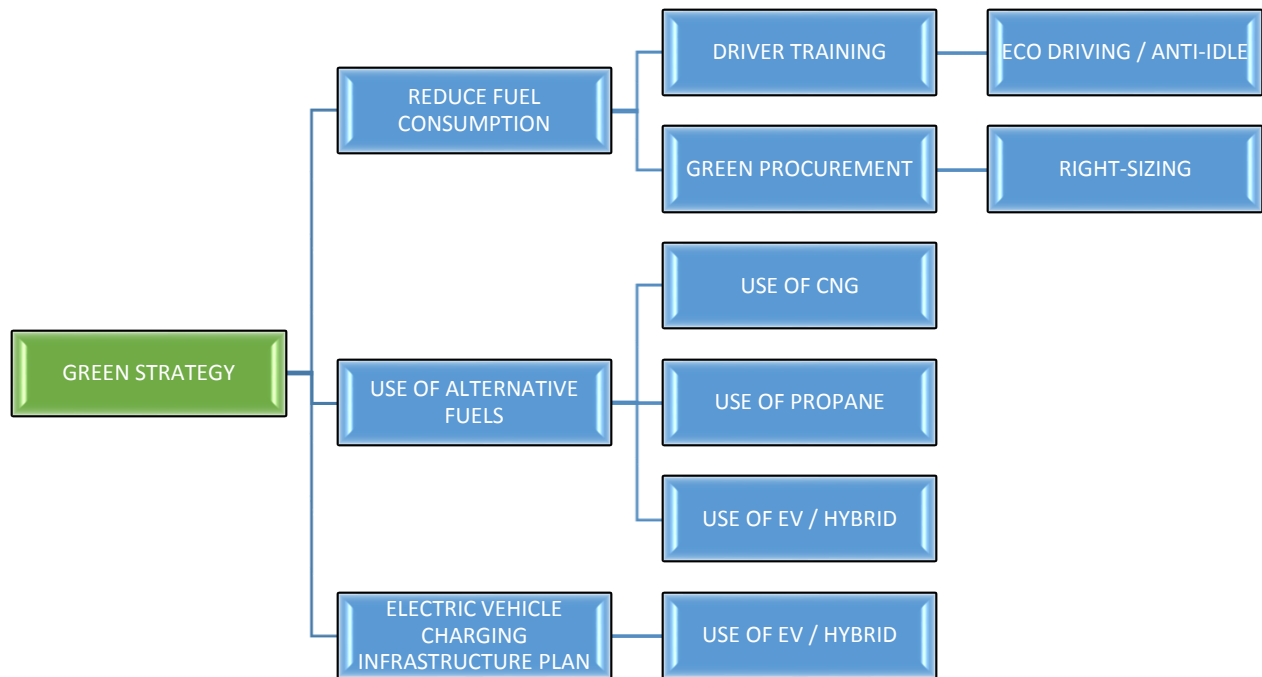 DRIVER TRAINING
ECO DRIVING / ANTI-IDLE
REDUCE FUEL
CONSUMPTION
GREEN PROCUREMENT
RIGHT-SIZING
USE OF CNG
GREEN STRATEGY
USE OF ALTERNATIVE
FUELS
USE OF PROPANE
USE OF EV / HYBRID
ELECTRIC VEHICLE
CHARGING
INFRASTRUCTURE PLAN
USE OF EV / HYBRID